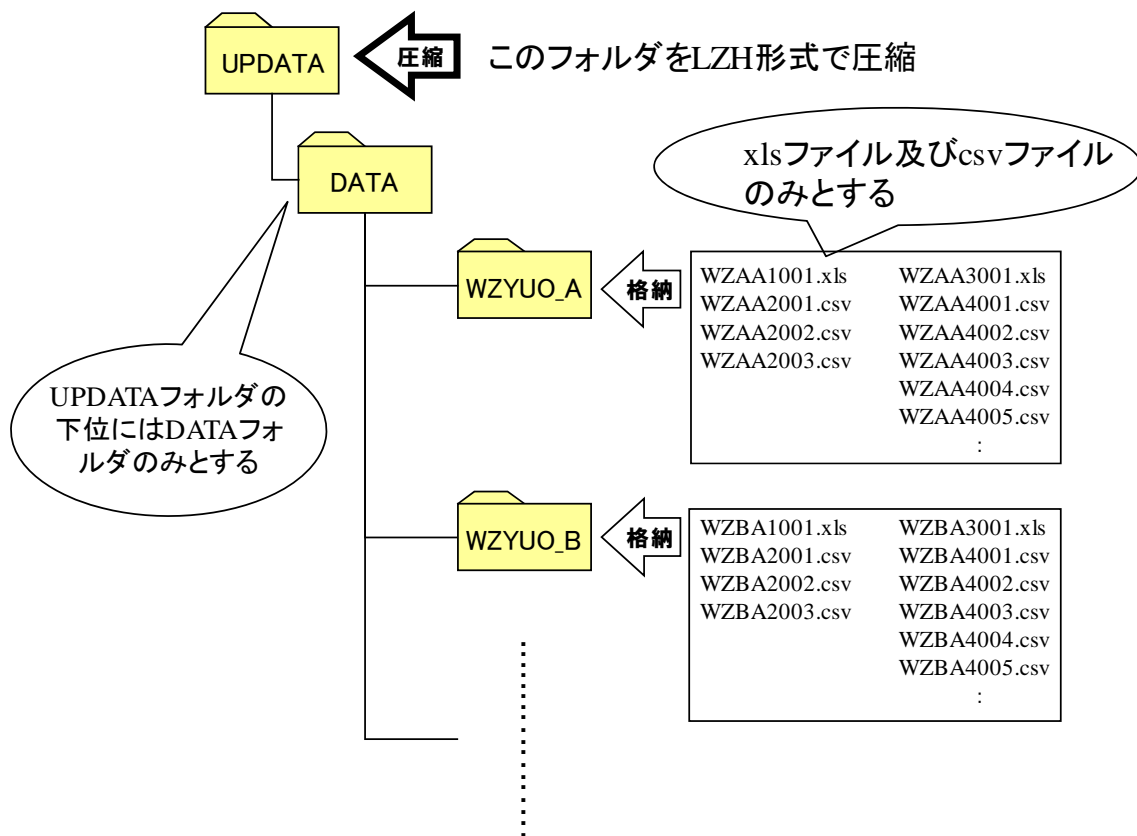 UPDATA
圧縮
このフォルダをLZH形式で圧縮
DATA
xlsファイル及びcsvファイル
のみとする
UPDATAフォルダの
下位にはDATAフォ
ルダのみとする
WZYUO_A
格納
WZAA1001.xls WZAA3001.xls
WZAA2001.csv WZAA4001.csv
WZAA2002.csv WZAA4002.csv
WZAA2003.csv WZAA4003.csv
WZAA4004.csv
WZAA4005.csv
:
WZYUO_B
格納
WZBA1001.xls WZBA3001.xls
WZBA2001.csv WZBA4001.csv
WZBA2002.csv WZBA4002.csv
WZBA2003.csv WZBA4003.csv
WZBA4004.csv
WZBA4005.csv
: